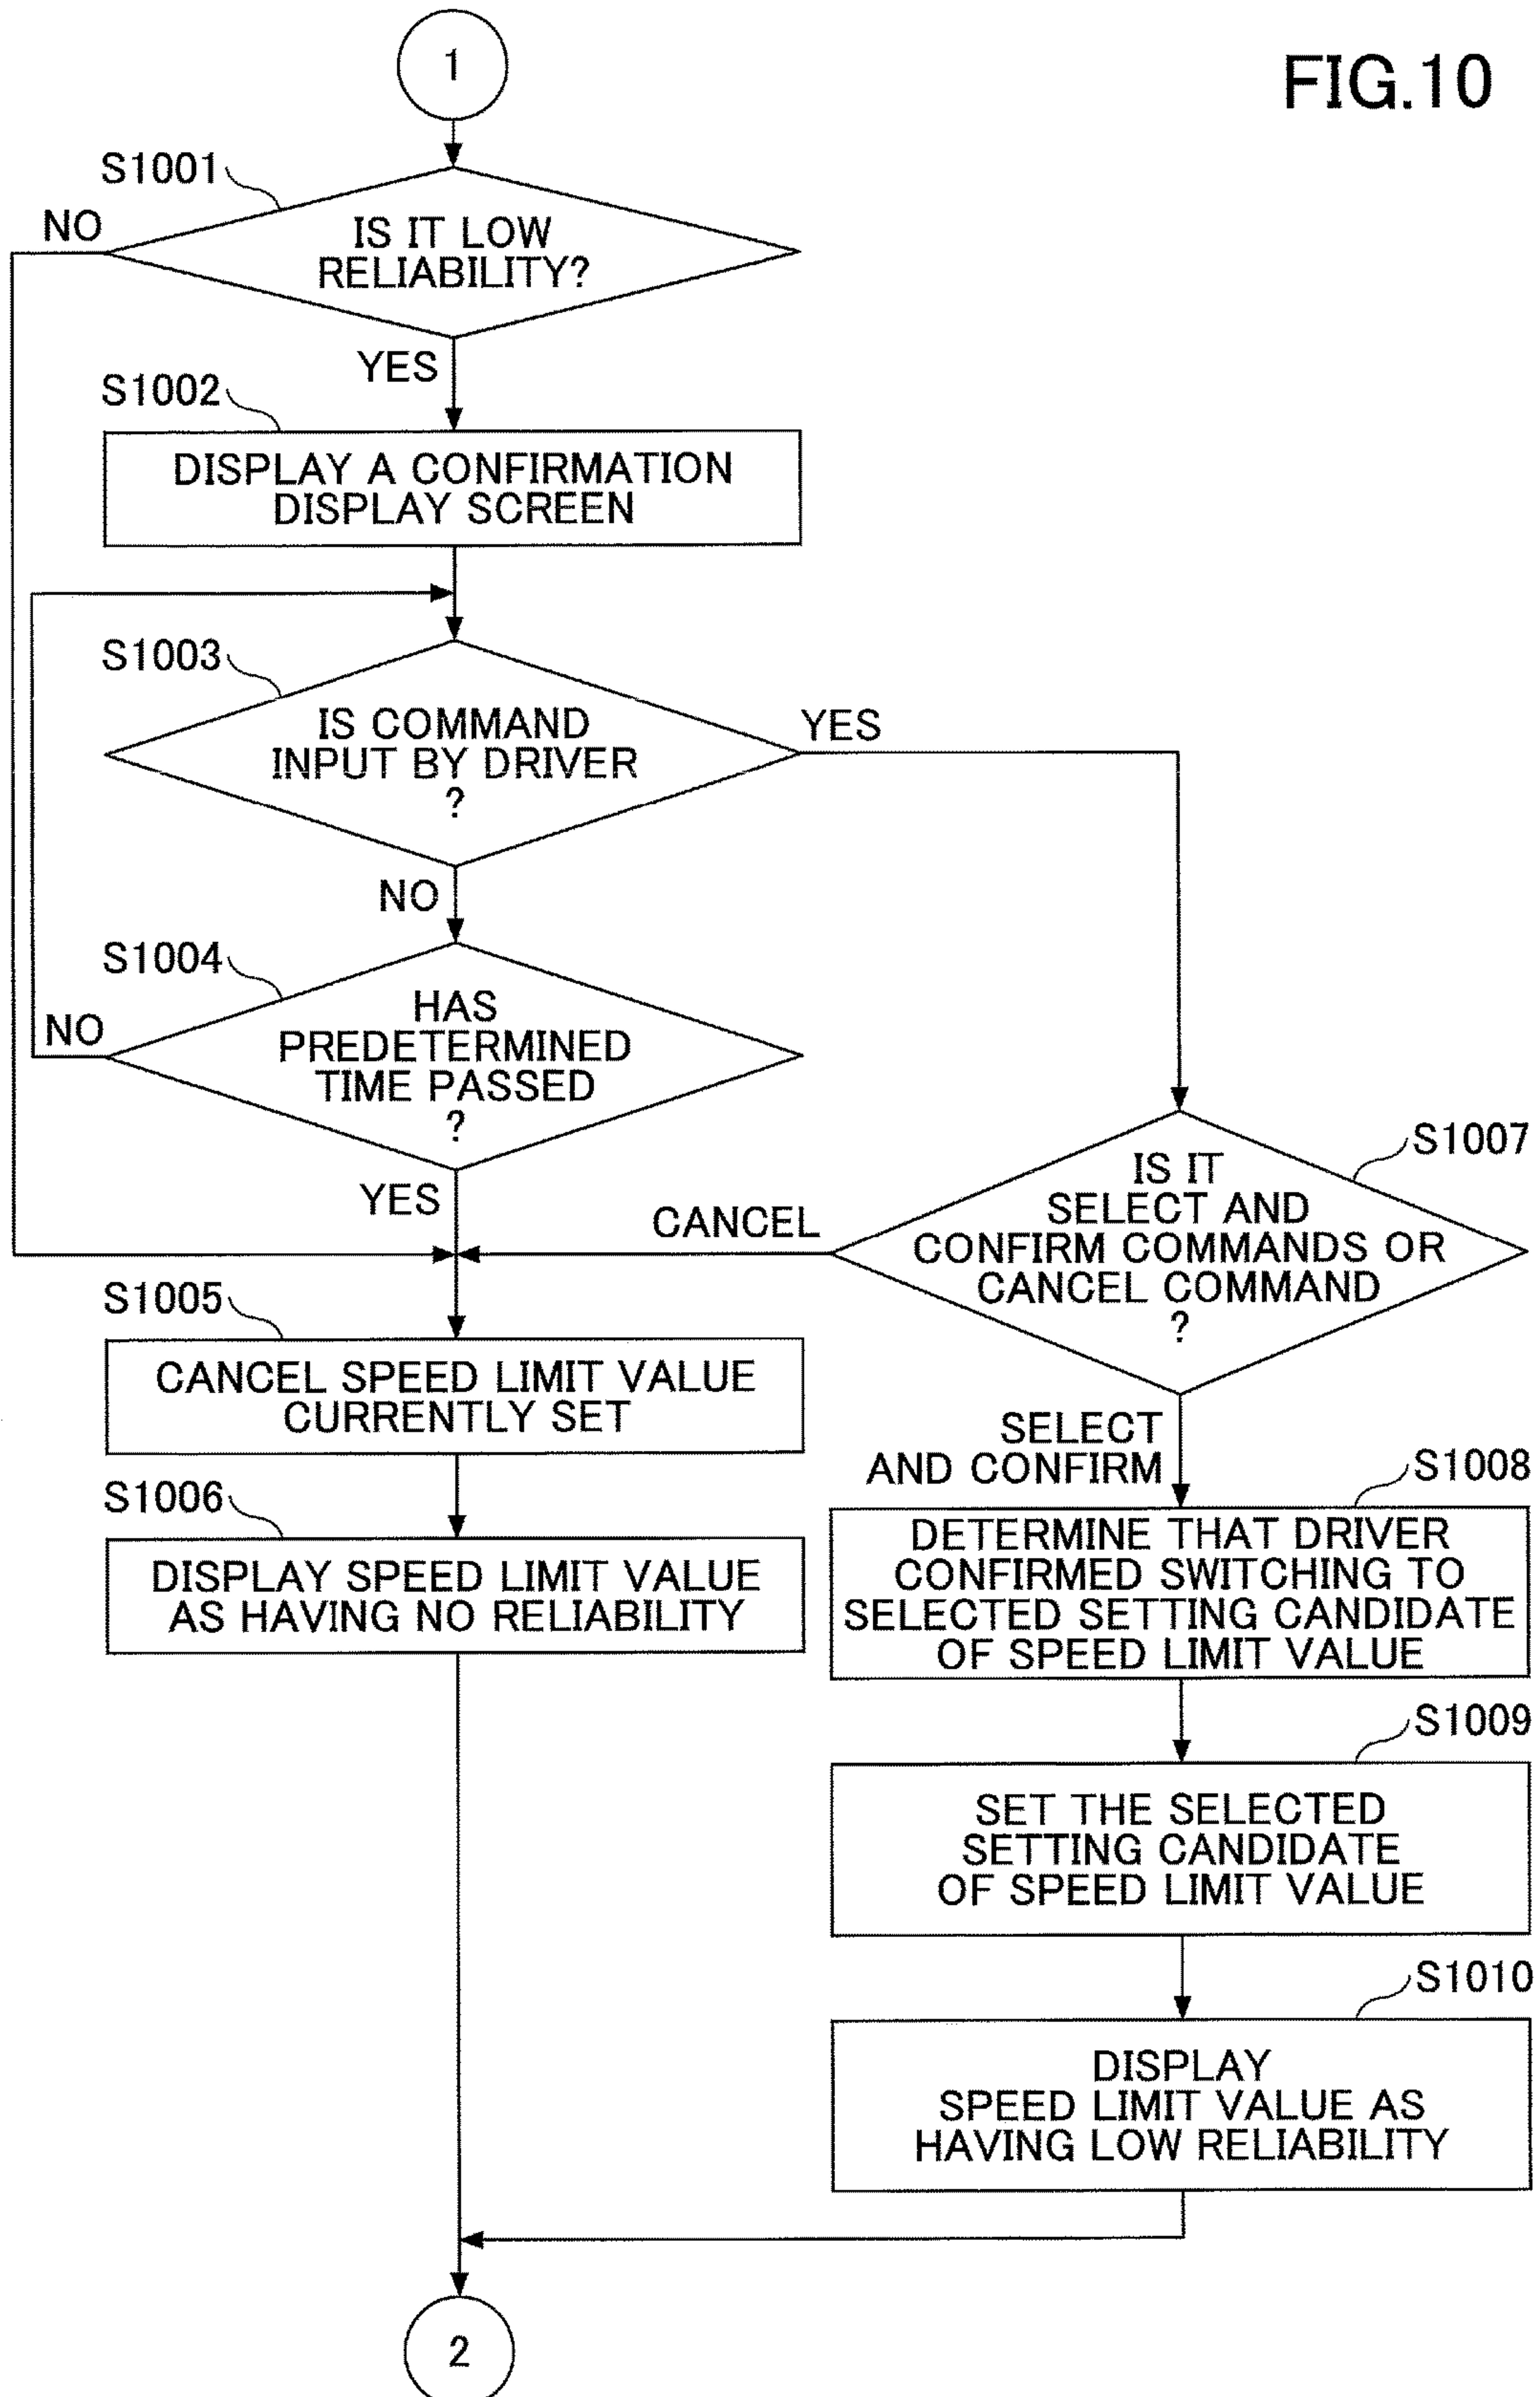 1
FIG.10
S1001
NO
IS IT LOW
RELIABILITY?
YES
S1002
DISPLAY A CONFIRMATION
DISPLAY SCREEN
S1003
IS COMMAND
INPUT BY DRIVER
?
YES
NO
S1004
HAS
PREDETERMINED
TIME PASSED
?
NO
YES
S1007
IS IT
SELECT AND
CONFIRM COMMANDS OR
CANCEL COMMAND
?
CANCEL
SELECT
AND CONFIRM
S1005
CANCEL SPEED LIMIT VALUE
CURRENTLY SET
S1006
DISPLAY SPEED LIMIT VALUE
AS HAVING NO RELIABILITY
S1008
DETERMINE THAT DRIVER
CONFIRMED SWITCHING TO
SELECTED SETTING CANDIDATE
OF SPEED LIMIT VALUE
S1009
SET THE SELECTED
SETTING CANDIDATE
OF SPEED LIMIT VALUE
S1010
DISPLAY
SPEED LIMIT VALUE AS
HAVING LOW RELIABILITY
2